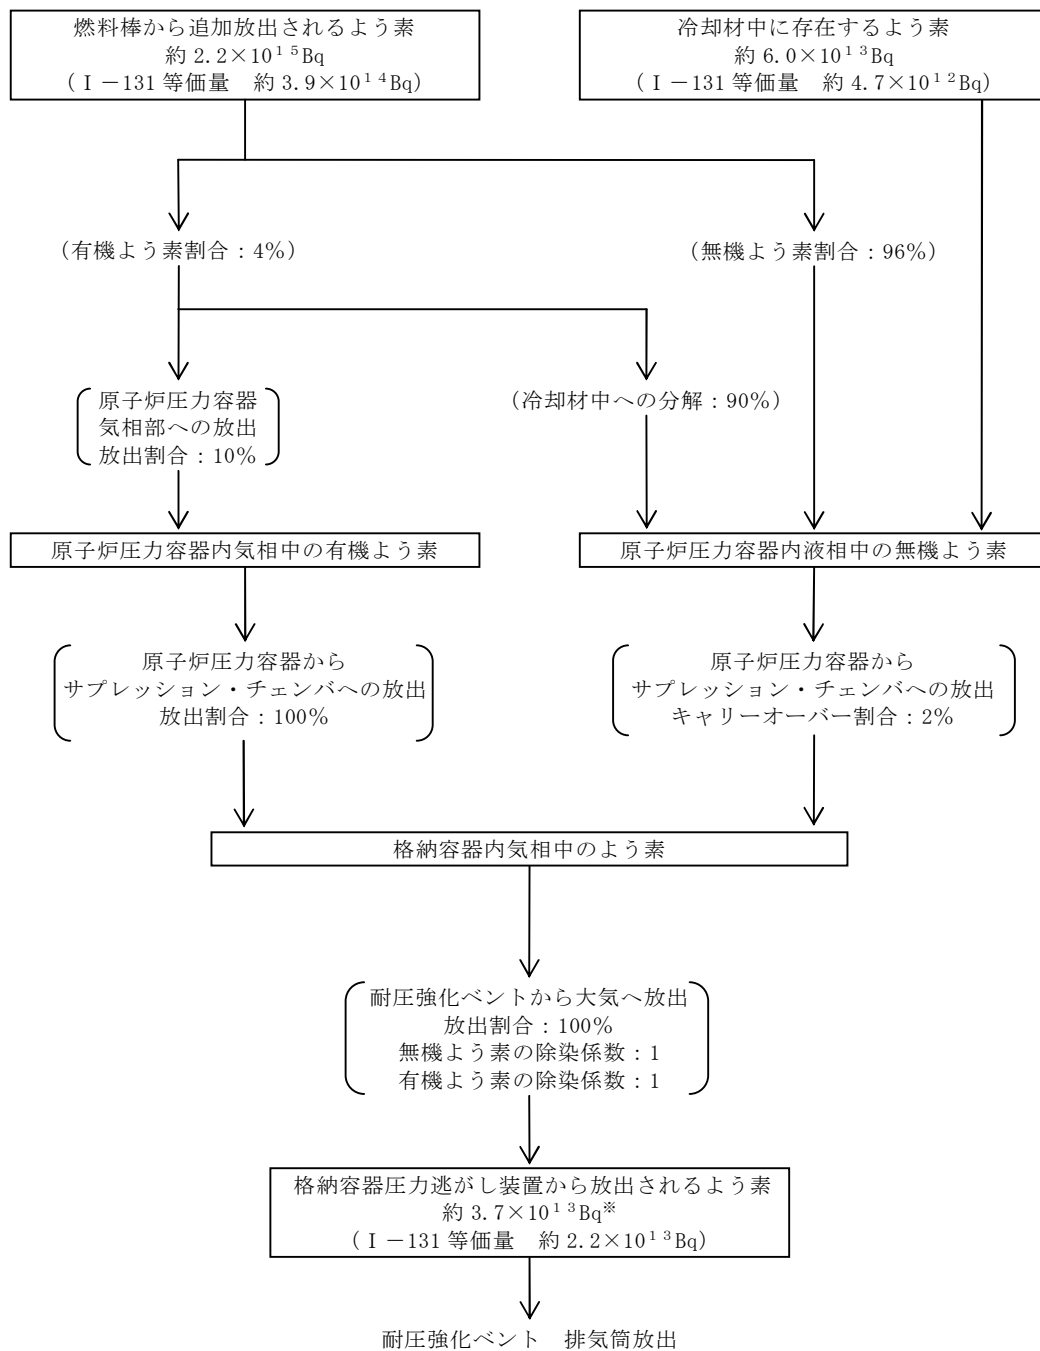 燃料棒から追加放出されるよう素
約 2.2×10¹⁵Bq
(Ⅰ-131 等価量　約 3.9×10¹⁴Bq)
冷却材中に存在するよう素
約 6.0×10¹³Bq
(Ⅰ-131 等価量　約 4.7×10¹²Bq)
(有機よう素割合:4%)
(無機よう素割合:96%)
原子炉圧力容器
気相部への放出
放出割合:10%
(冷却材中への分解:90%)
原子炉圧力容器内気相中の有機よう素
原子炉圧力容器内液相中の無機よう素
原子炉圧力容器から
サプレッション・チェンバへの放出
放出割合:100%
原子炉圧力容器から
サプレッション・チェンバへの放出
キャリーオーバー割合:2%
格納容器内気相中のよう素
耐圧強化ベントから大気へ放出
放出割合:100%
無機よう素の除染係数:1
有機よう素の除染係数:1
格納容器圧力逃がし装置から放出されるよう素
約 3.7×10¹³Bq※
(Ⅰ-131 等価量　約 2.2×10¹³Bq)
耐圧強化ベント　排気筒放出